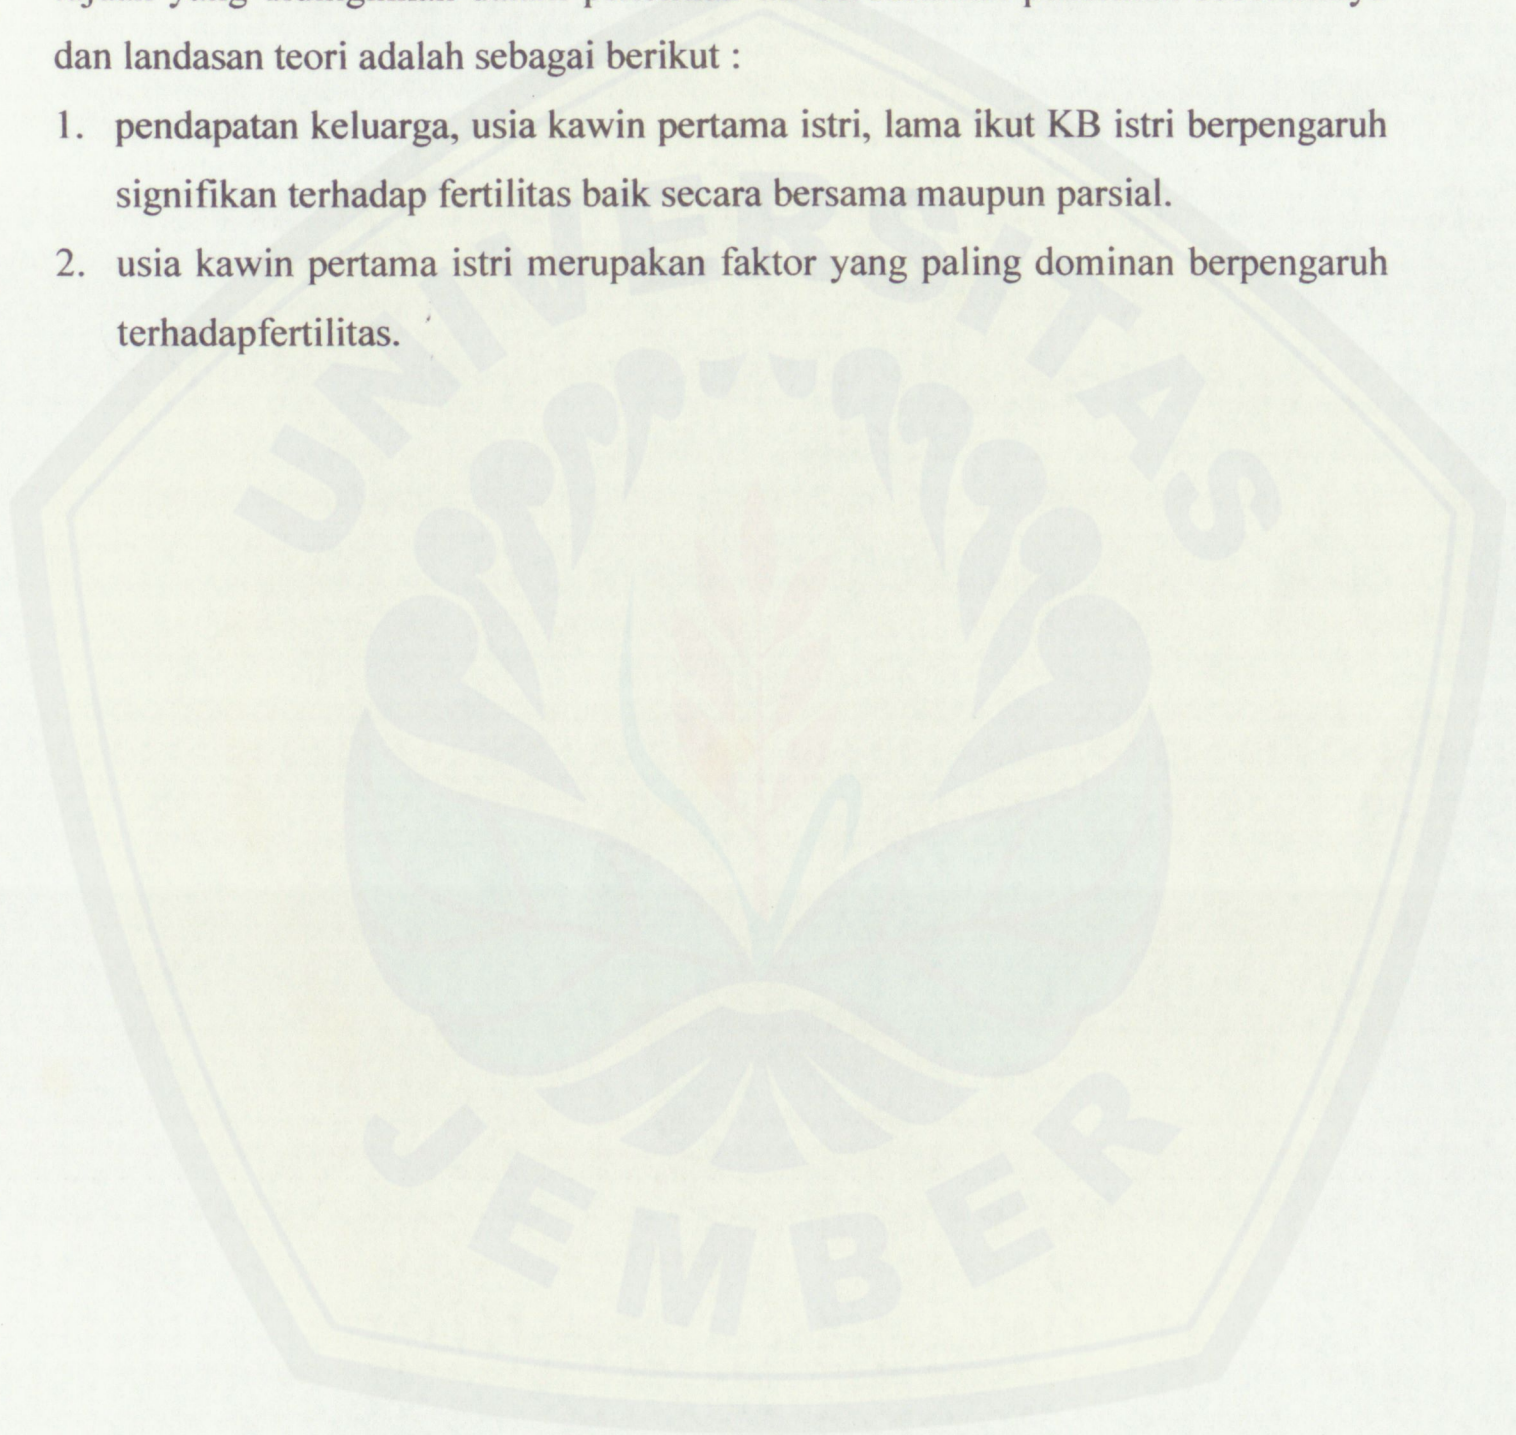 dan landasan teori adalah sebagai berikut :
1. pendapatan keluarga, usia kawin pertama istri, lama ikut KB istri berpengaruh
signifikan terhadap fertilitas baik secara bersama maupun parsial.
2. usia kawin pertama istri merupakan faktor yang paling dominan berpengaruh
terhadapfertilitas.
UNIVERSITAS
JEMBER